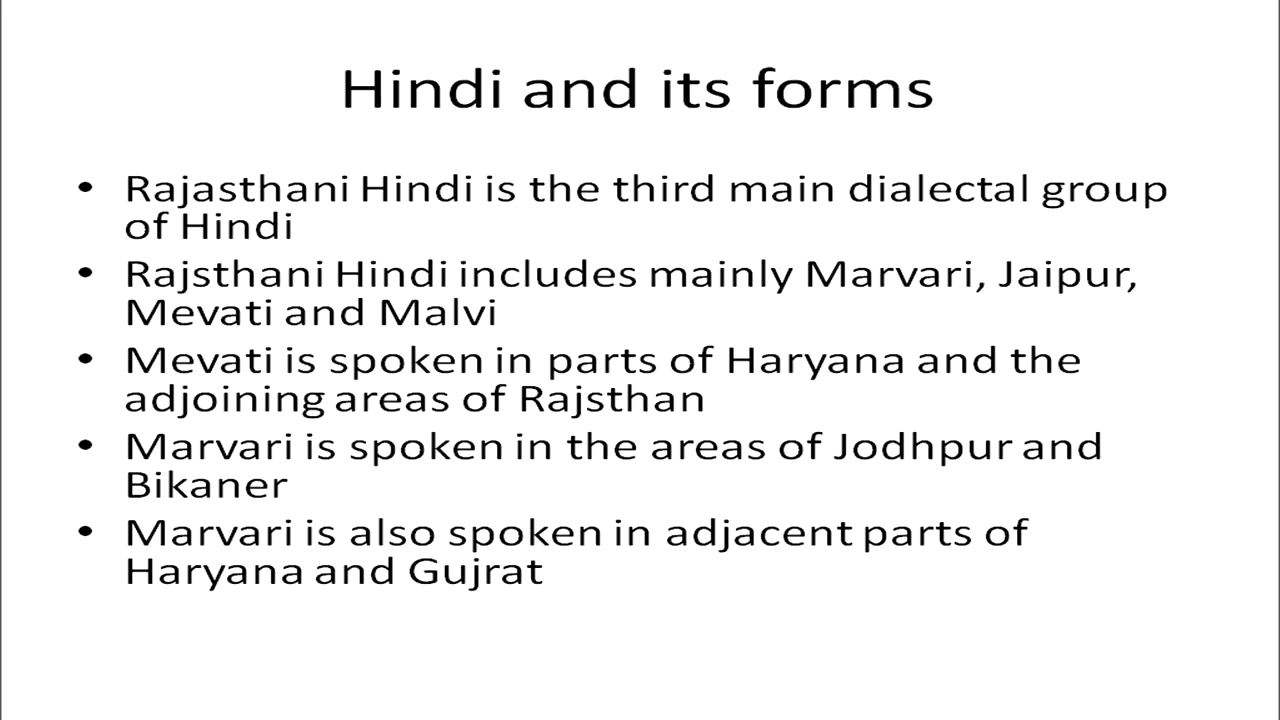 Hindi and its forms
• Rajasthani Hindi is the third main dialectal group
of Hindi
• Rajsthani Hindi includes mainly Marvari, Jaipur,
Mevati and Malvi
• Mevati is spoken in parts of Haryana and the
adjoining areas of Rajsthan
• Marvari is spoken in the areas of Jodhpur and
Bikaner
• Marvari is also spoken in adjacent parts of
Haryana and Gujrat